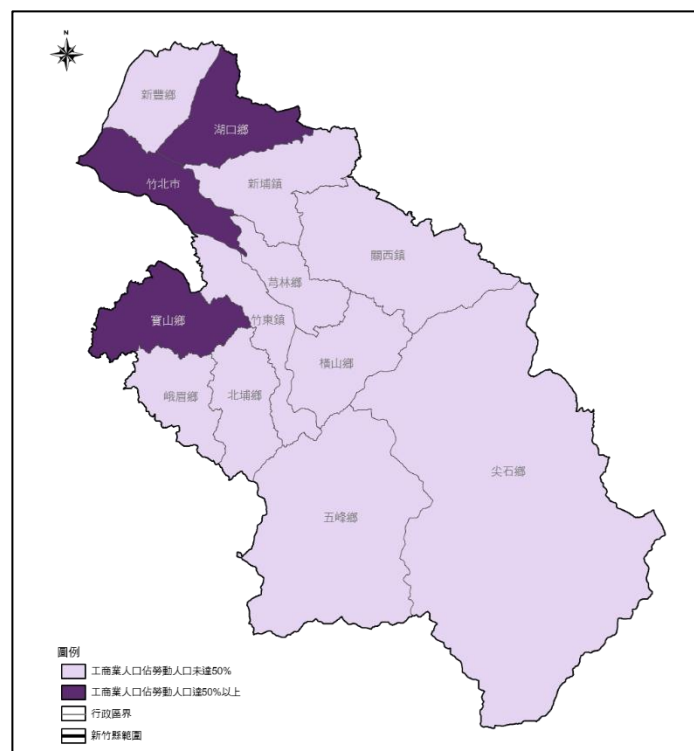 N
新豐鄉
湖口鄉
竹北市
新埔鎮
關西鎮
芎林鄉
寶山鄉
竹東鎮
橫山鄉
峨眉鄉
北埔鄉
尖石鄉
五峰鄉
圖例
工商業人口佔勞動人口未達50%
工商業人口佔勞動人口達50%以上
行政區界
新竹縣範圍